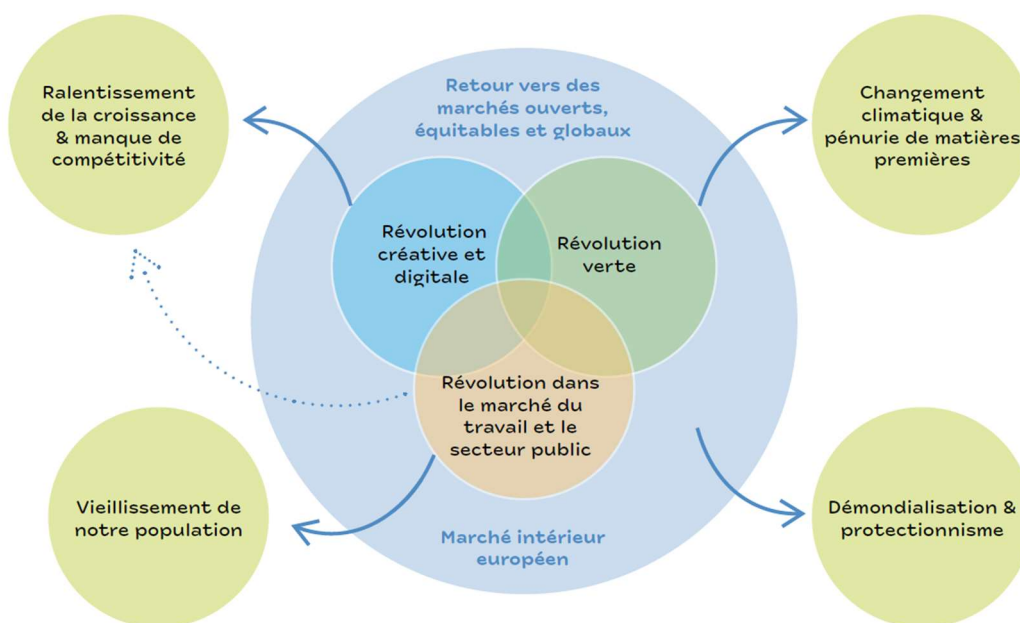 Ralentissement
de la croissance
& manque de
compétitivité
Retour vers des
marchés ouverts,
équitables et globaux
Changement
climatique &
pénurie de matières
premières
Révolution
créative et
digitale
Révolution
verte
Révolution dans
le marché du
travail et le
secteur public
Vieillissement de
notre population
Marché intérieur
européen
Démondialisation &
protectionnisme